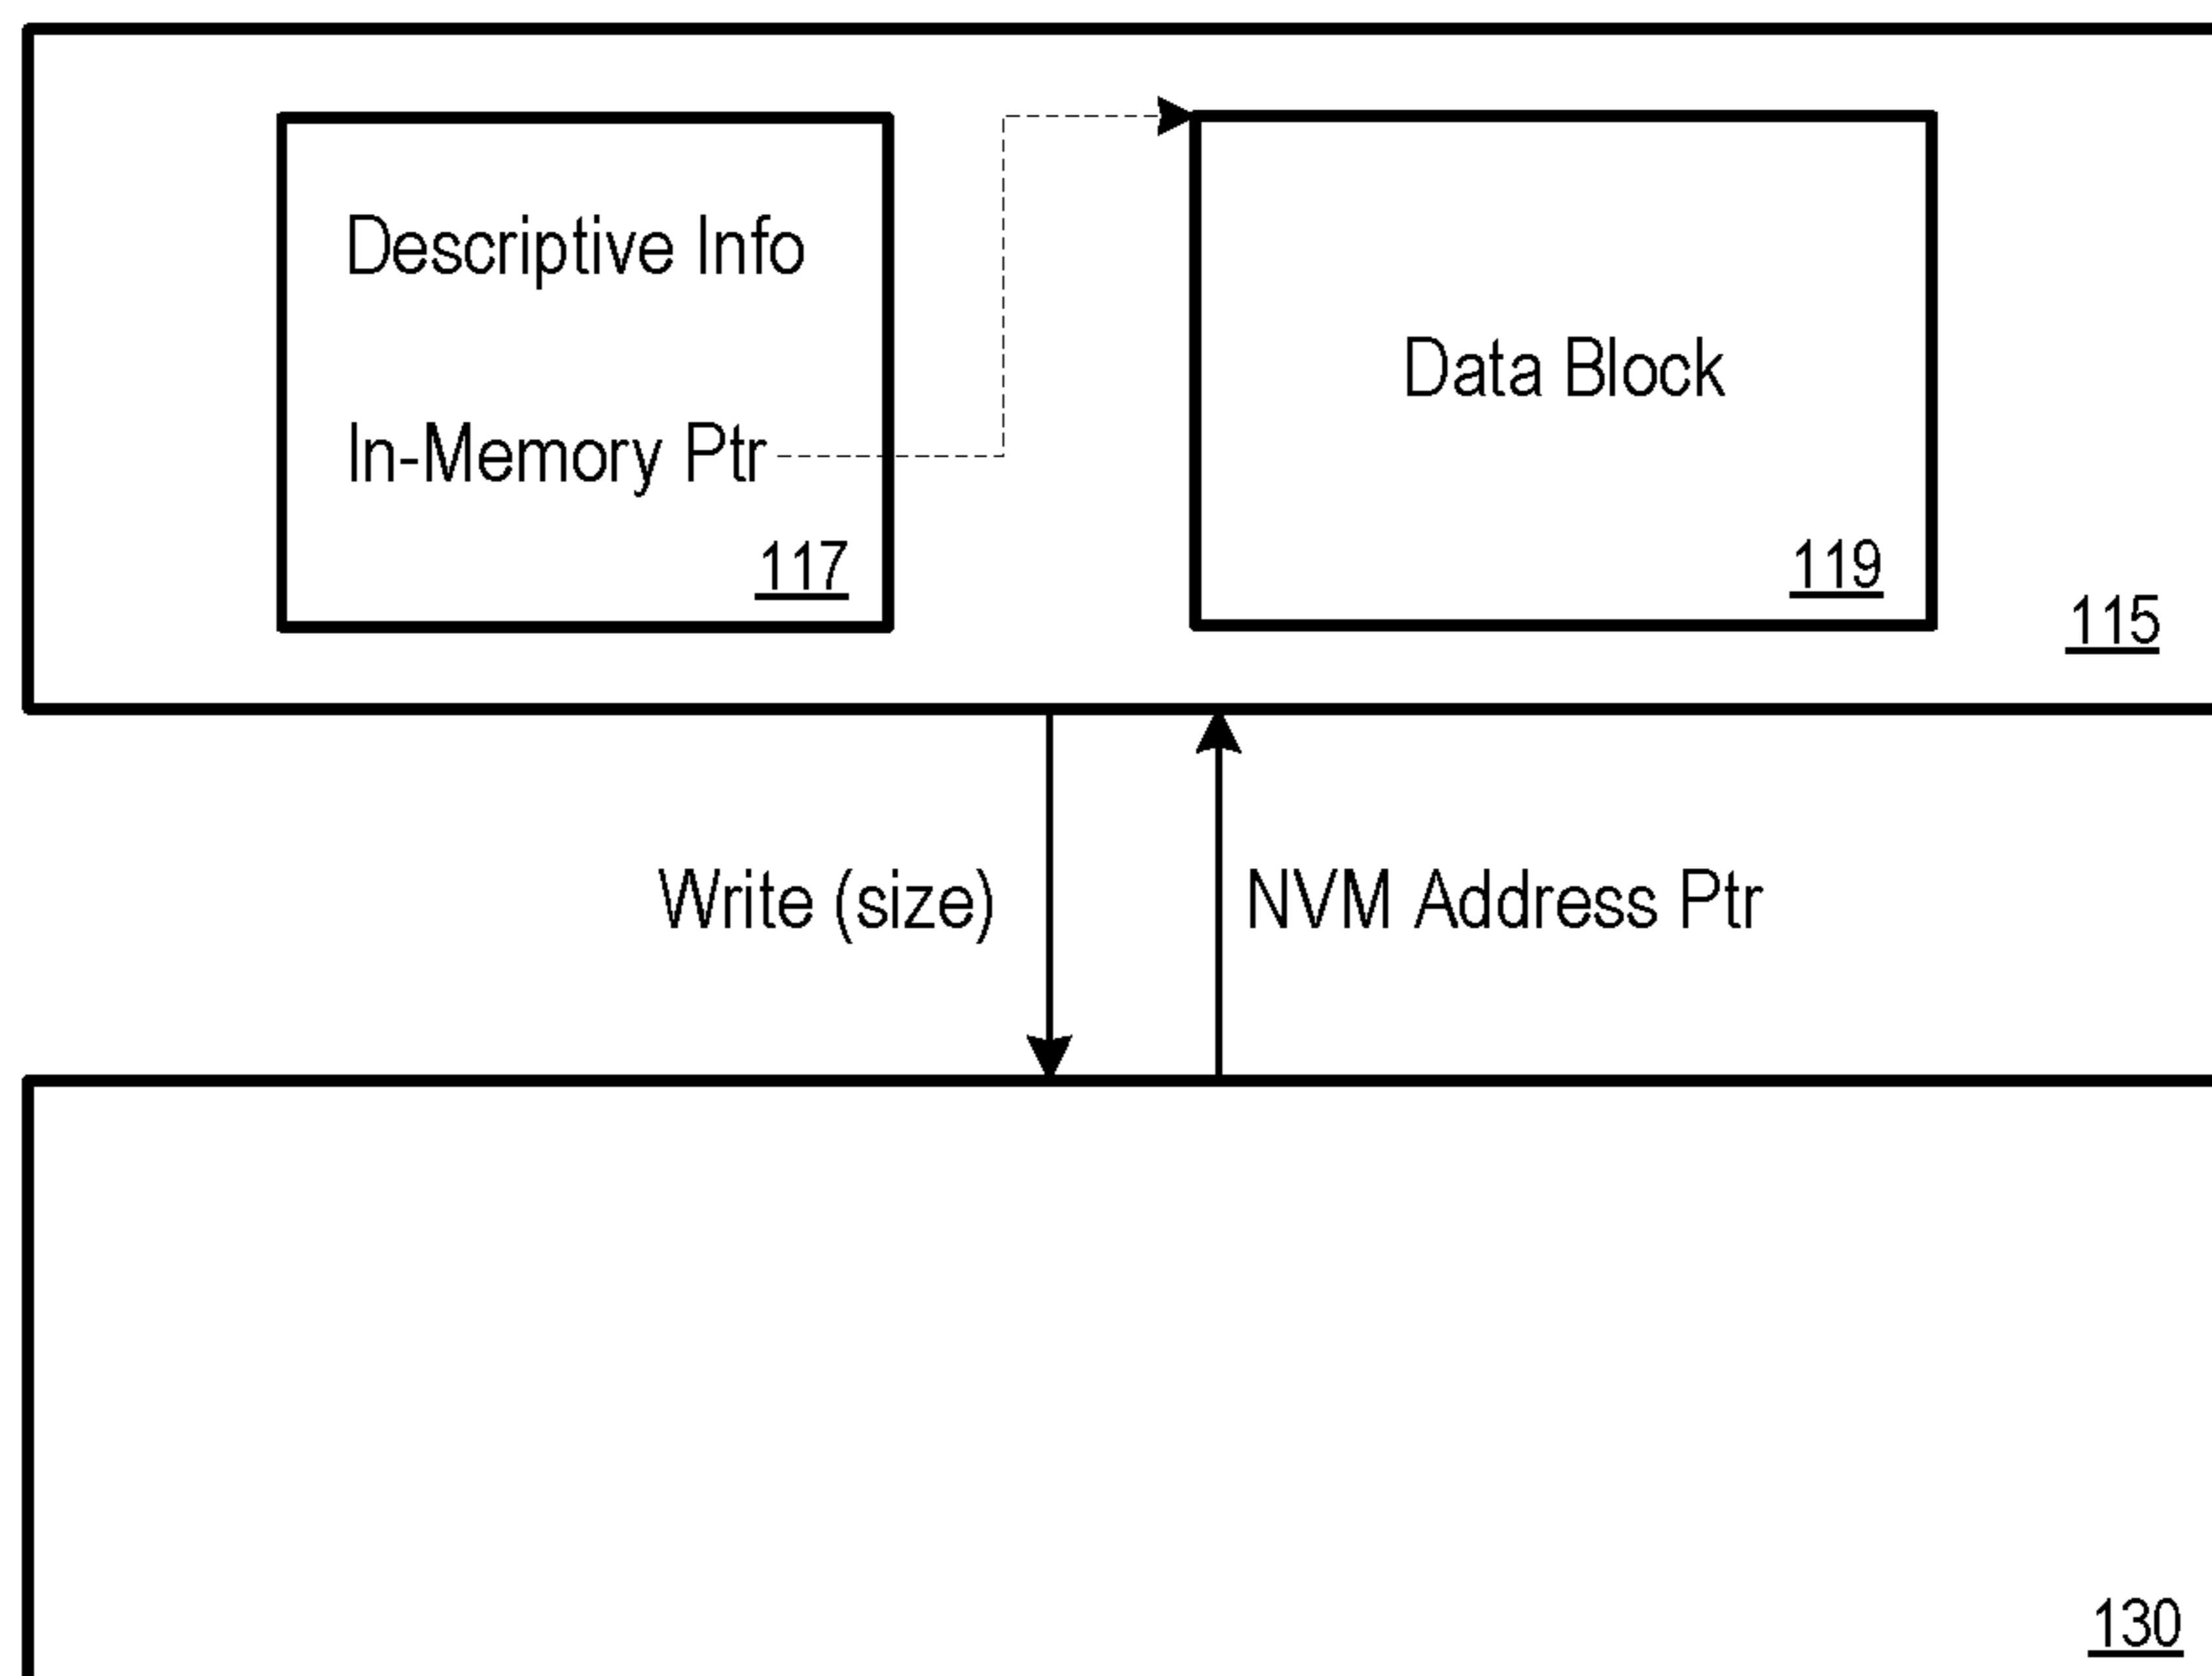 Descriptive Info
In-Memory Ptr
117
Data Block
119
115
Write (size)
NVM Address Ptr
130